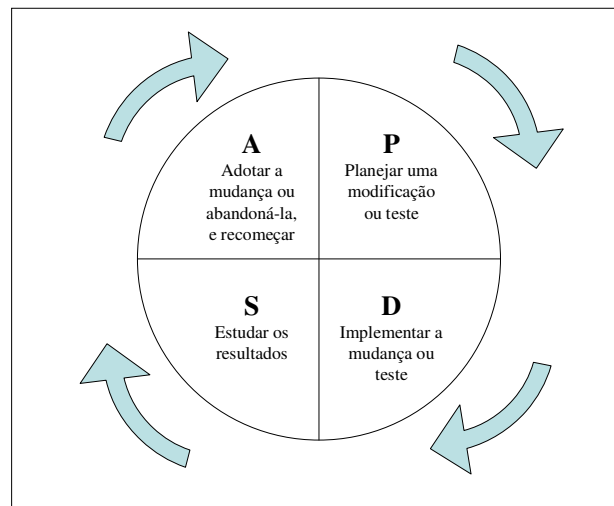 A
Adotar a
mudança ou
abandoná-la,
e recomeçar
P
Planejar uma
modificação
ou teste
S
Estudar os
resultados
D
Implementar a
mudança ou
teste